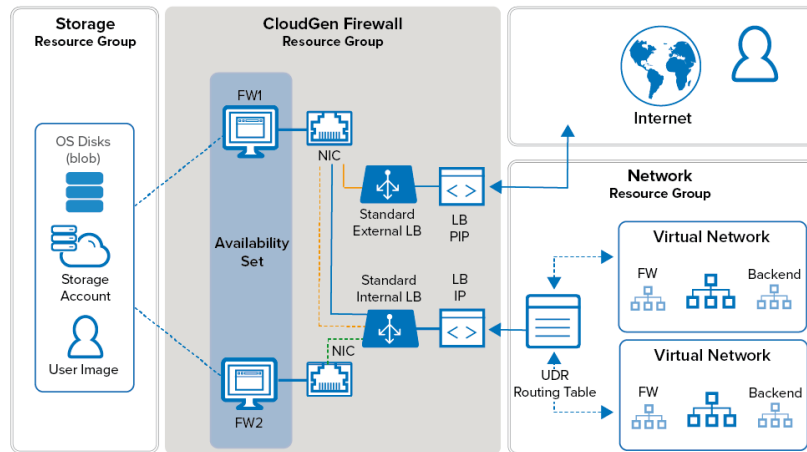 Storage
Resource Group
OS Disks
(blob)
Storage
Account
User Image
CloudGen Firewall
Resource Group
FW1
NIC
Availability
Set
Standard
External LB
LB
PIP
Standard
Internal LB
LB
IP
NIC
FW2
Internet
Network
Resource Group
UDR
Routing Table
Virtual Network
FW
Backend
Virtual Network
FW
Backend